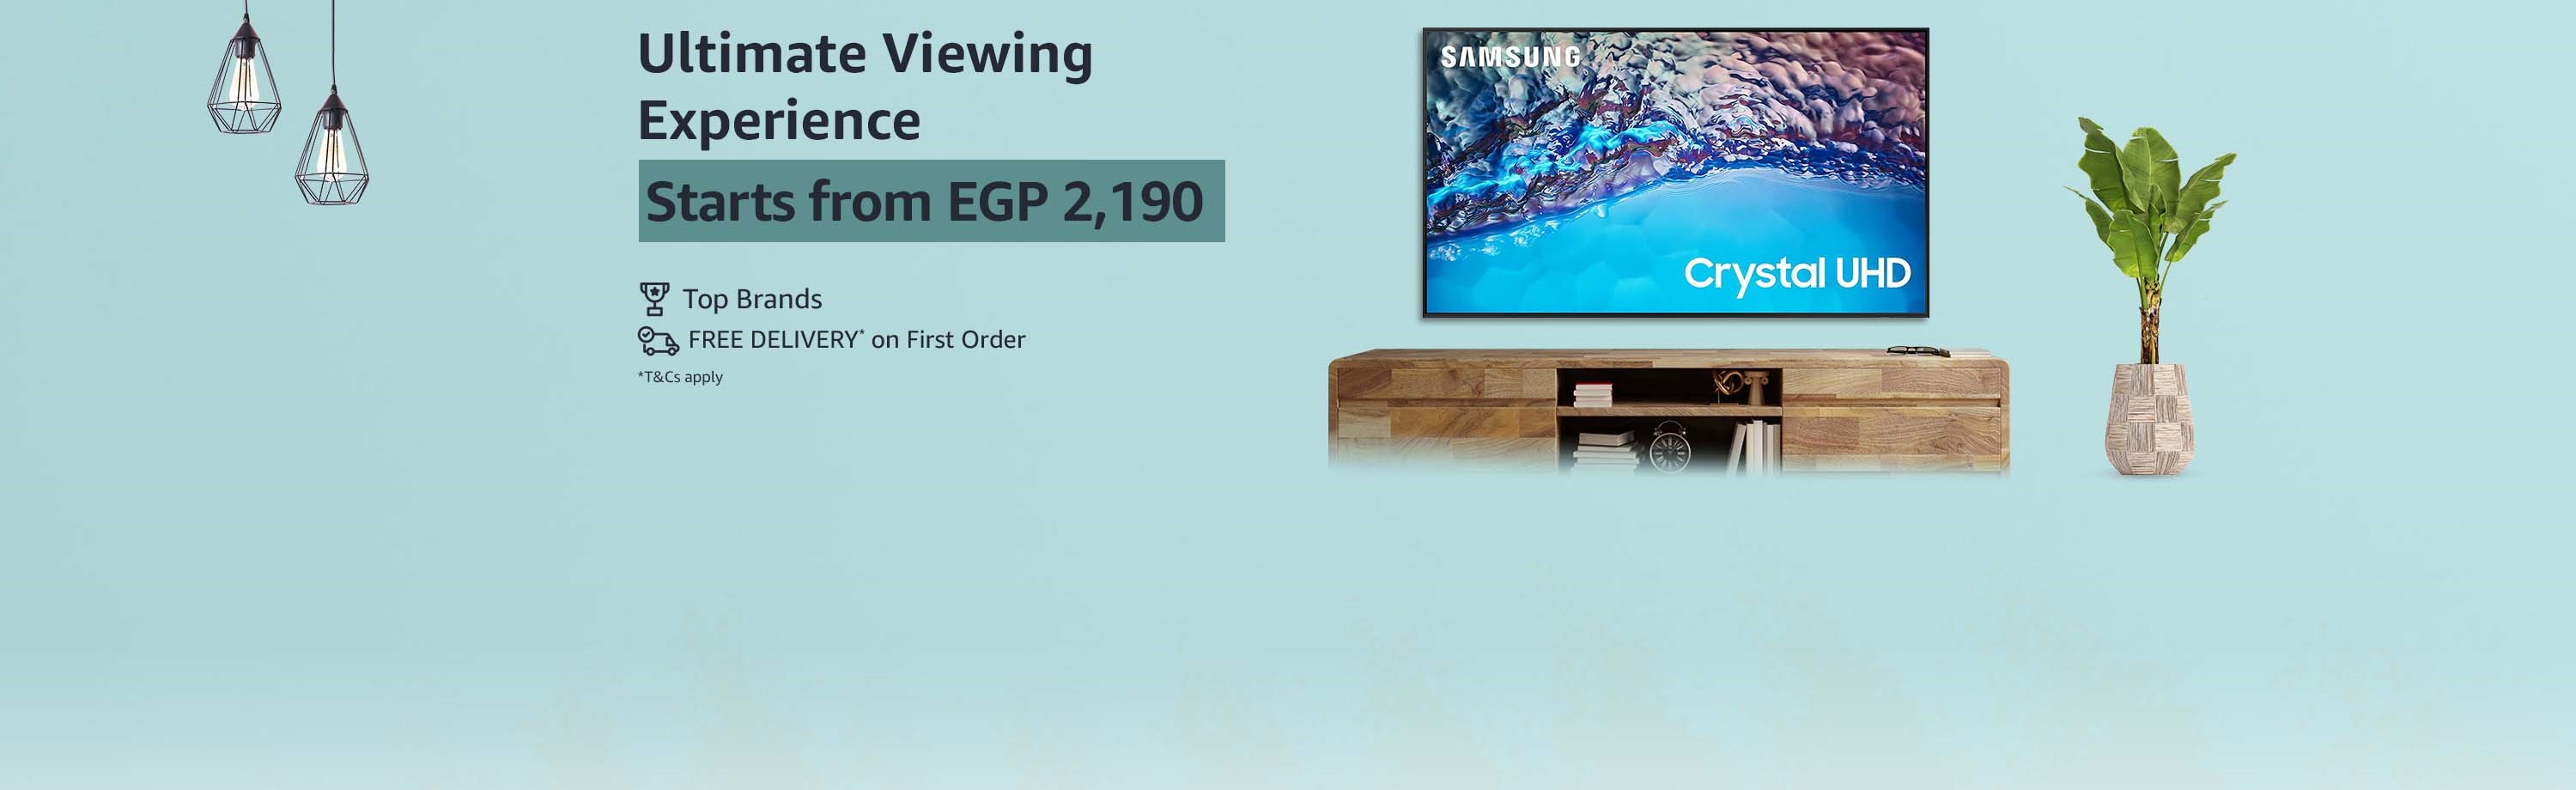 Ultimate Viewing
Experience
Starts from EGP 2,190
Top Brands
FREE DELIVERY* on First Order
*T&Cs apply
SAMSUNG
Crystal UHD